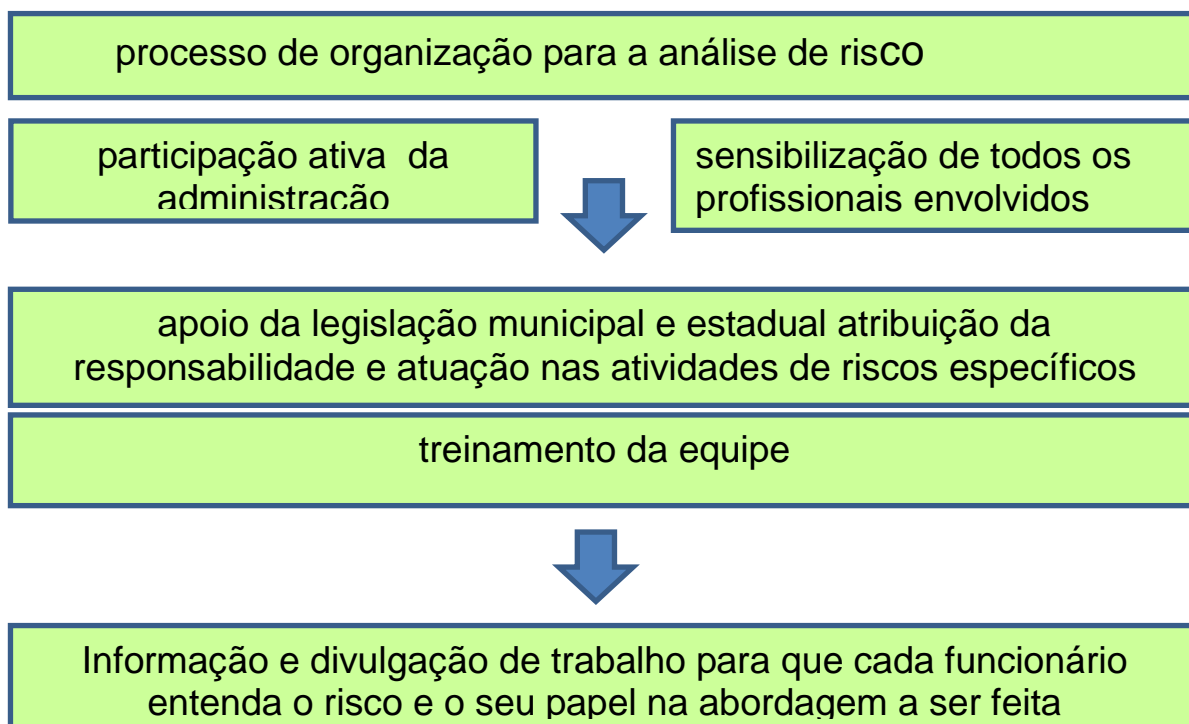 processo de organização para a análise de risco
participação ativa da
administração
sensibilização de todos os
profissionais envolvidos
apoio da legislação municipal e estadual atribuição da
responsabilidade e atuação nas atividades de riscos específicos
treinamento da equipe
Informação e divulgação de trabalho para que cada funcionário
entenda o risco e o seu papel na abordagem a ser feita